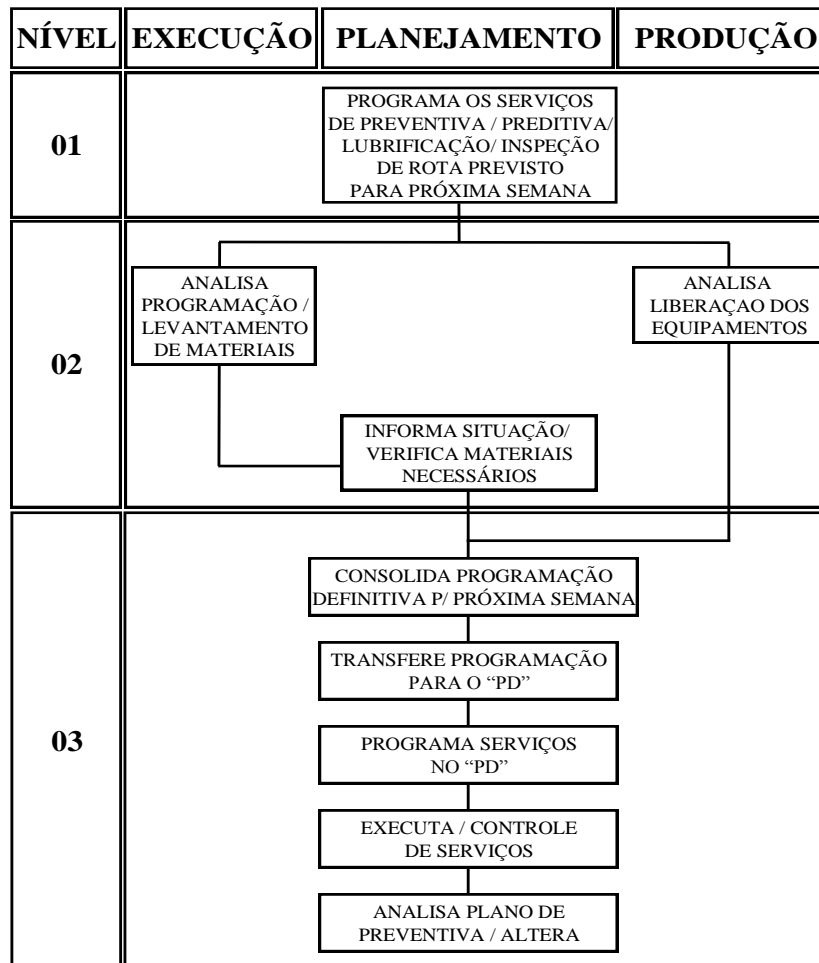 NÍVEL EXECUÇÃO PLANEJAMENTO PRODUÇÃO
01
PROGRAMA OS SERVIÇOS
DE PREVENTIVA / PREDITIVA/
LUBRIFICAÇÃO/ INSPEÇÃO
DE ROTA PREVISTO
PARA PRÓXIMA SEMANA
02
ANALISA
PROGRAMAÇÃO /
LEVANTAMENTO
DE MATERIAIS
ANALISA
LIBERAÇAO DOS
EQUIPAMENTOS
INFORMA SITUAÇÃO/
VERIFICA MATERIAIS
NECESSÁRIOS
03
CONSOLIDA PROGRAMAÇÃO
DEFINITIVA P/ PRÓXIMA SEMANA
TRANSFERE PROGRAMAÇÃO
PARA O “PD”
PROGRAMA SERVIÇOS
NO “PD”
EXECUTA / CONTROLE
DE SERVIÇOS
ANALISA PLANO DE
PREVENTIVA / ALTERA